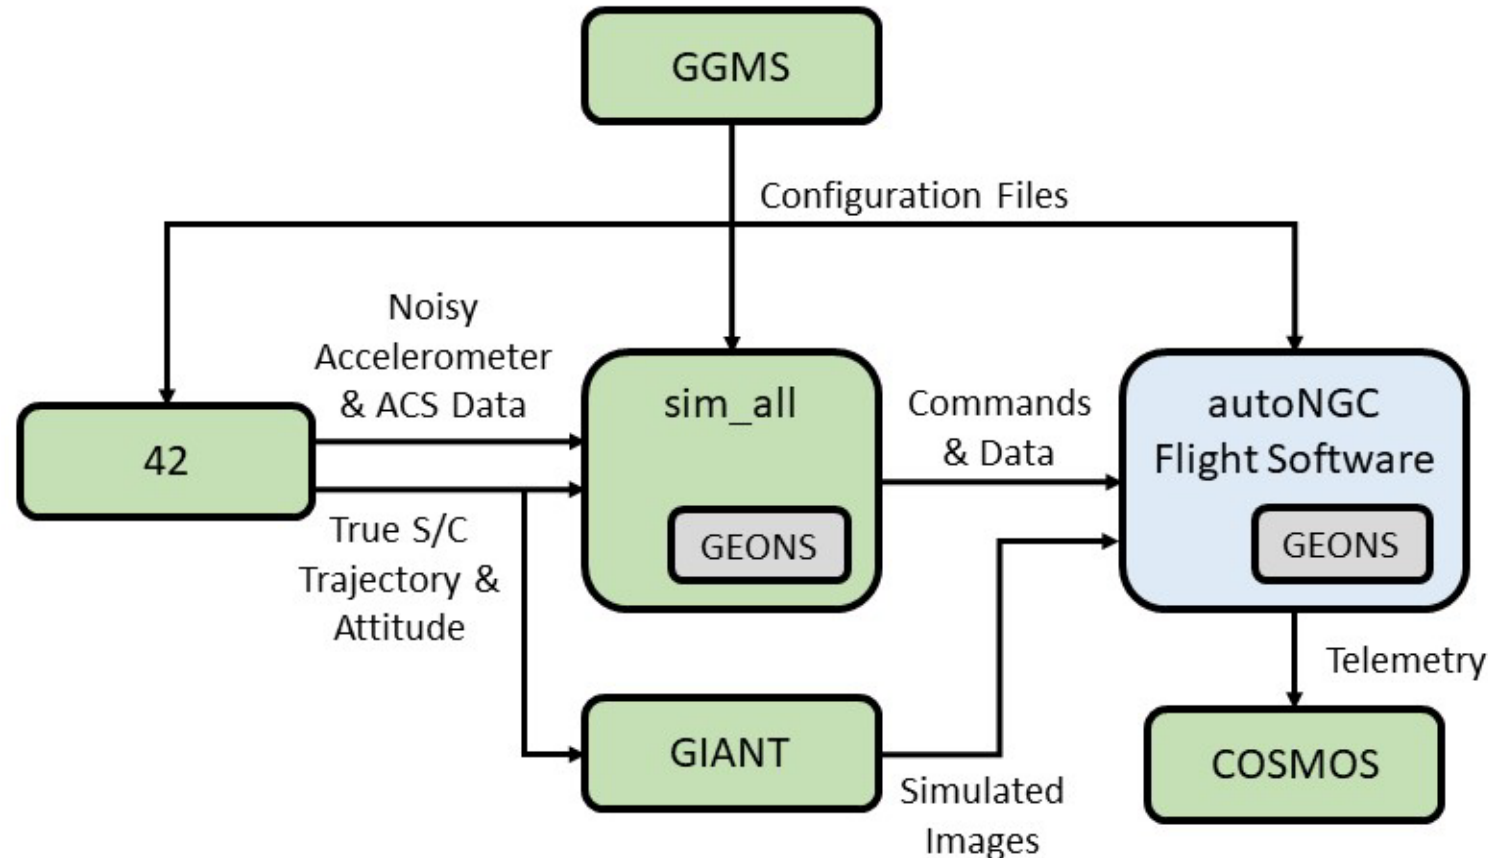 GGMS
Configuration Files
Noisy
Accelerometer
& ACS Data
42
True S/C
Trajectory &
Attitude
sim_all
GEONS
Commands
& Data
autoNGC
Flight Software
GEONS
Telemetry
GIANT
Simulated
Images
COSMOS